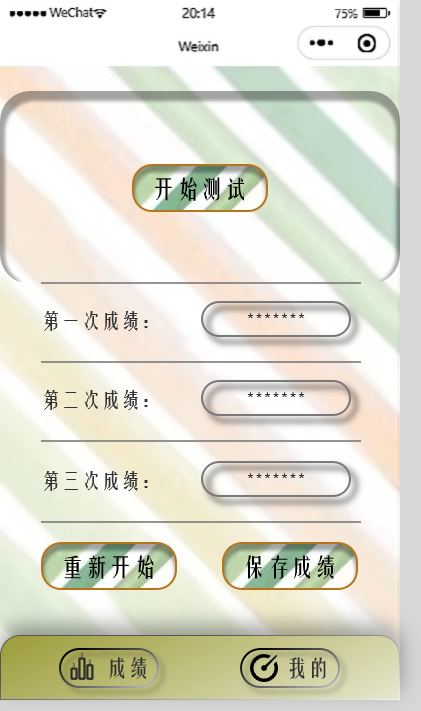 WeChat 20:14 75%
Weixin
开始测试
第一次成绩： *******
第二次成绩： *******
第三次成绩： *******
重新开始 保存成绩
成绩 我的